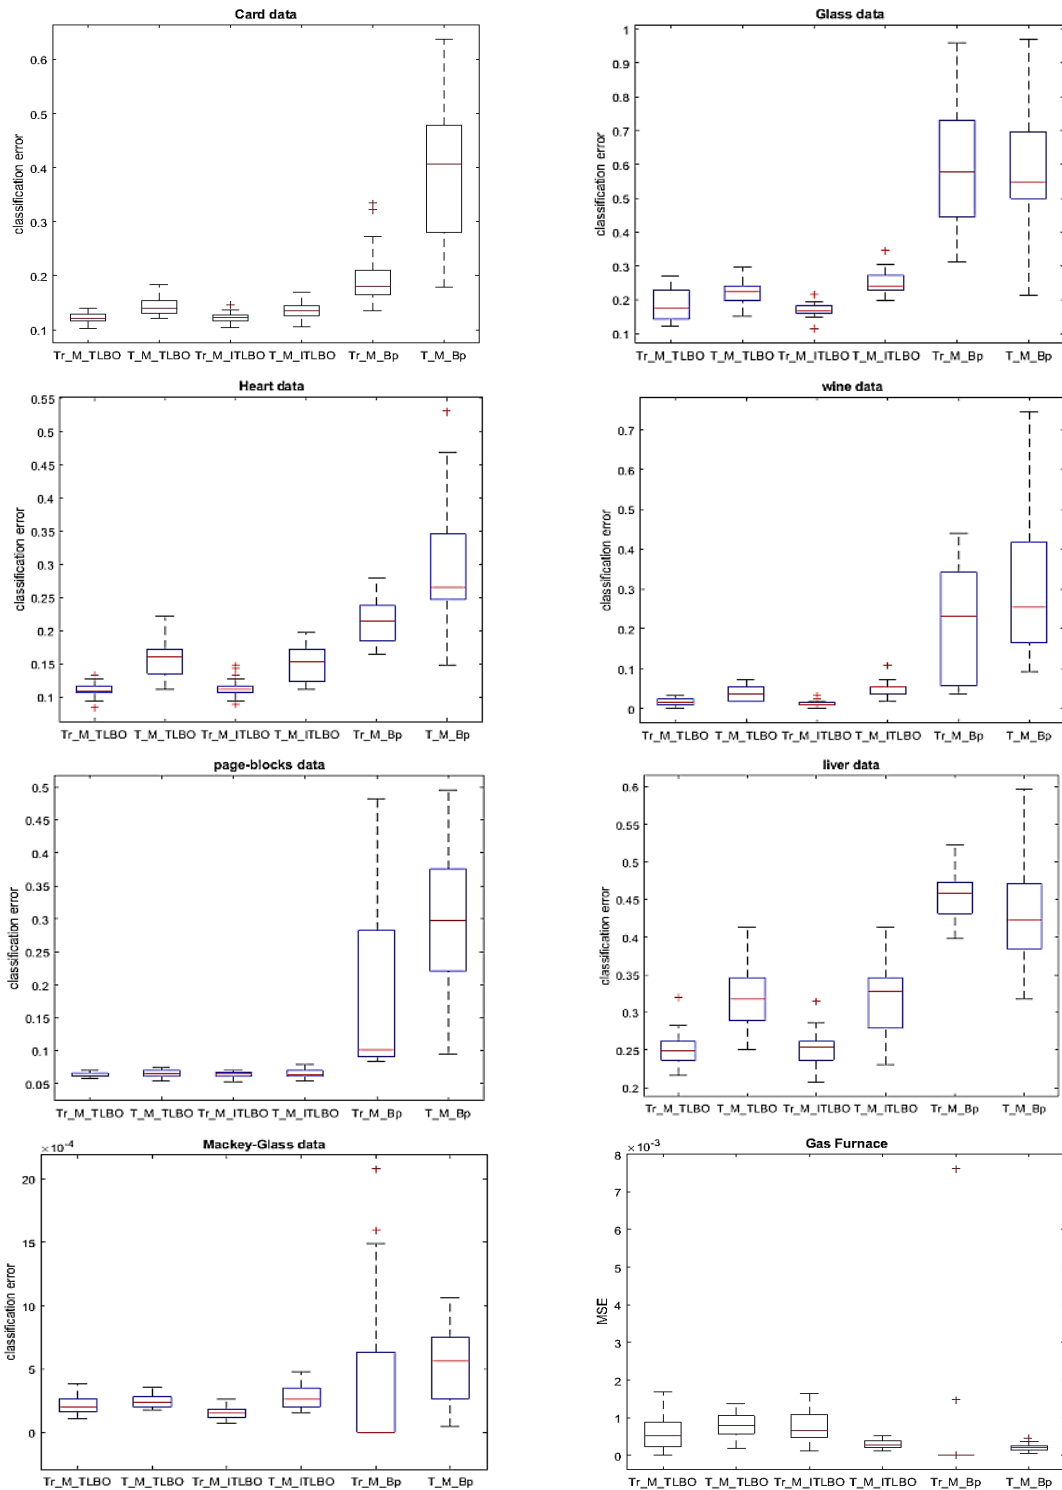 Card data
classification error
0.6
0.5
0.4
0.3
0.2
0.1
Tr_M_TLBO T_M_TLBO Tr_M_ITLBO T_M_ITLBO Tr_M_Bp T_M_Bp
Glass data
classification error
1
0.9
0.8
0.7
0.6
0.5
0.4
0.3
0.2
0.1
Tr_M_TLBO T_M_TLBO Tr_M_ITLBO T_M_ITLBO Tr_M_Bp T_M_Bp
Heart data
classification error
0.55
0.5
0.45
0.4
0.35
0.3
0.25
0.2
0.15
0.1
Tr_M_TLBO T_M_TLBO Tr_M_ITLBO T_M_ITLBO Tr_M_Bp T_M_Bp
wine data
classification error
0.7
0.6
0.5
0.4
0.3
0.2
0.1
0
Tr_M_TLBO T_M_TLBO Tr_M_ITLBO T_M_ITLBO Tr_M_Bp T_M_Bp
page-blocks data
classification error
0.5
0.45
0.4
0.35
0.3
0.25
0.2
0.15
0.1
0.05
Tr_M_TLBO T_M_TLBO Tr_M_ITLBO T_M_ITLBO Tr_M_Bp T_M_Bp
liver data
classification error
0.6
0.55
0.5
0.45
0.4
0.35
0.3
0.25
0.2
Tr_M_TLBO T_M_TLBO Tr_M_ITLBO T_M_ITLBO Tr_M_Bp T_M_Bp
Mackey-Glass data
×10⁻⁴
classification error
20
15
10
5
0
Tr_M_TLBO T_M_TLBO Tr_M_ITLBO T_M_ITLBO Tr_M_Bp T_M_Bp
Gas Furnace
×10⁻³
MSE
8
7
6
5
4
3
2
1
0
Tr_M_TLBO T_M_TLBO Tr_M_ITLBO T_M_ITLBO Tr_M_Bp T_M_Bp